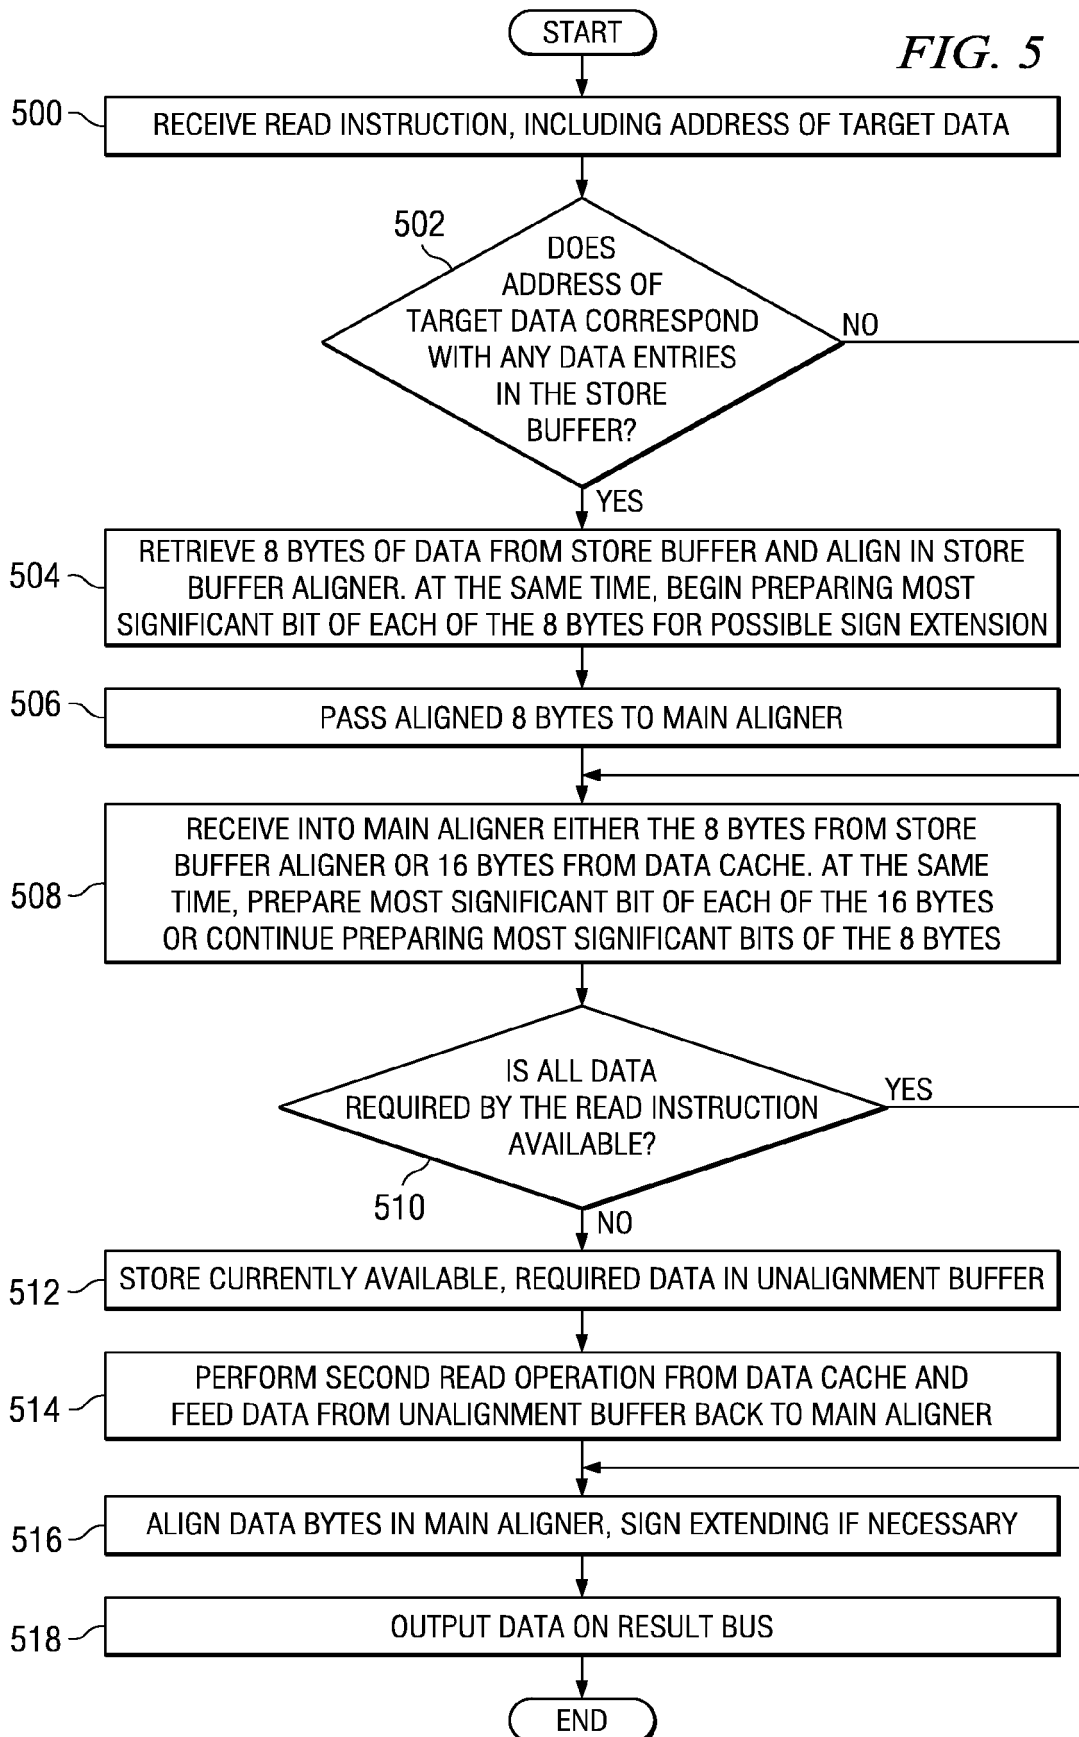 START
FIG. 5
500
RECEIVE READ INSTRUCTION, INCLUDING ADDRESS OF TARGET DATA
502
DOES
ADDRESS OF
TARGET DATA CORRESPOND
WITH ANY DATA ENTRIES
IN THE STORE
BUFFER?
NO
YES
504
RETRIEVE 8 BYTES OF DATA FROM STORE BUFFER AND ALIGN IN STORE
BUFFER ALIGNER. AT THE SAME TIME, BEGIN PREPARING MOST
SIGNIFICANT BIT OF EACH OF THE 8 BYTES FOR POSSIBLE SIGN EXTENSION
506
PASS ALIGNED 8 BYTES TO MAIN ALIGNER
508
RECEIVE INTO MAIN ALIGNER EITHER THE 8 BYTES FROM STORE
BUFFER ALIGNER OR 16 BYTES FROM DATA CACHE. AT THE SAME
TIME, PREPARE MOST SIGNIFICANT BIT OF EACH OF THE 16 BYTES
OR CONTINUE PREPARING MOST SIGNIFICANT BITS OF THE 8 BYTES
IS ALL DATA
REQUIRED BY THE READ INSTRUCTION
AVAILABLE?
YES
510
NO
512
STORE CURRENTLY AVAILABLE, REQUIRED DATA IN UNALIGNMENT BUFFER
514
PERFORM SECOND READ OPERATION FROM DATA CACHE AND
FEED DATA FROM UNALIGNMENT BUFFER BACK TO MAIN ALIGNER
516
ALIGN DATA BYTES IN MAIN ALIGNER, SIGN EXTENDING IF NECESSARY
518
OUTPUT DATA ON RESULT BUS
END